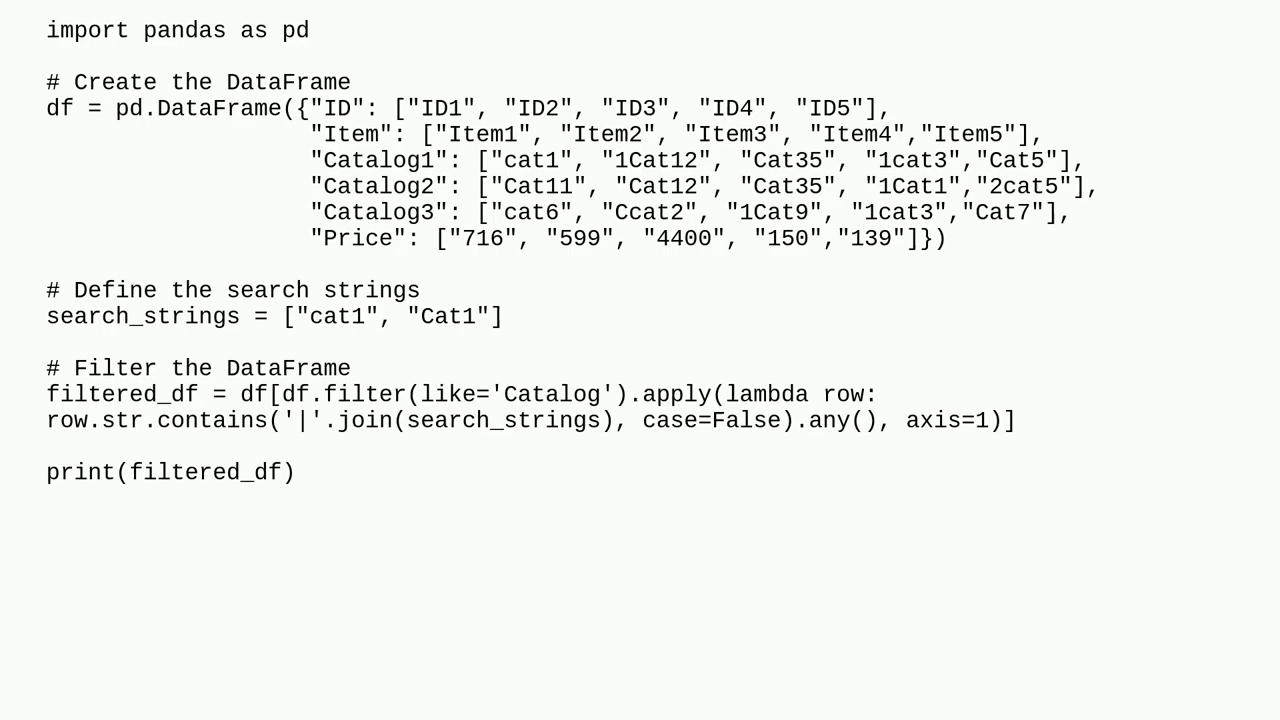 import pandas as pd
# Create the DataFrame
df = pd.DataFrame({"ID": ["ID1", "ID2", "ID3", "ID4", "ID5"],
                   "Item": ["Item1", "Item2", "Item3", "Item4","Item5"],
                   "Catalog1": ["cat1", "1Cat12", "Cat35", "1cat3","Cat5"],
                   "Catalog2": ["Cat11", "Cat12", "Cat35", "1Cat1","2cat5"],
                   "Catalog3": ["cat6", "Ccat2", "1Cat9", "1cat3","Cat7"],
                   "Price": ["716", "599", "4400", "150","139"]})
# Define the search strings
search_strings = ["cat1", "Cat1"]
# Filter the DataFrame
filtered_df = df[df.filter(like='Catalog').apply(lambda row:
row.str.contains('|'.join(search_strings), case=False).any(), axis=1)]
print(filtered_df)